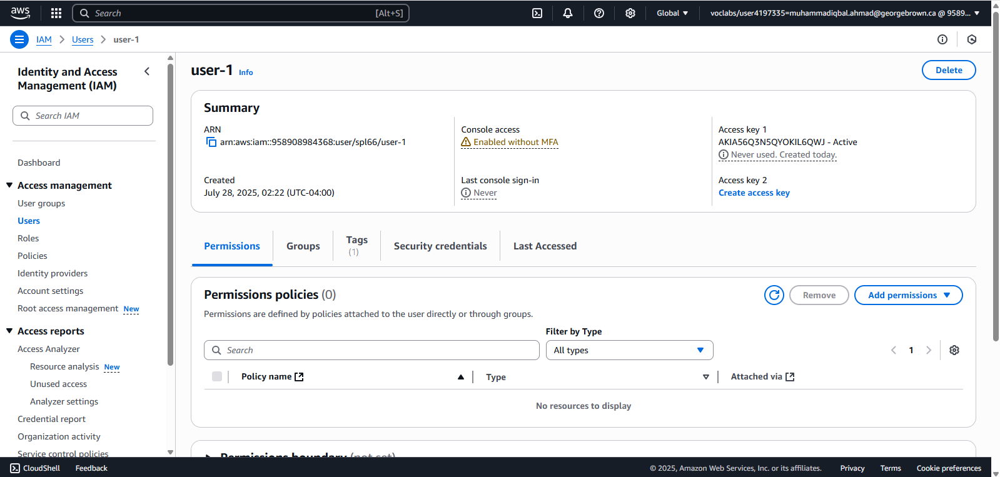 aws
Search [Alt+S]
Global
voclabs/user4197335=muhammadiqbal.ahmad@georgebrown.ca @ 9589...
IAM
Users
user-1
Identity and Access
Management (IAM)
Search IAM
Dashboard
Access management
User groups
Users
Roles
Policies
Identity providers
Account settings
Root access management New
Access reports
Access Analyzer
Resource analysis New
Unused access
Analyzer settings
Credential report
Organization activity
Service control policies
user-1 Info
Delete
Summary
ARN
arn:aws:iam::958908984368:user/spl66/user-1
Created
July 28, 2025, 02:22 (UTC-04:00)
Console access
Enabled without MFA
Last console sign-in
Never
Access key 1
AKIA56Q3N5QYOKIL6QWJ - Active
Never used. Created today.
Access key 2
Create access key
Permissions
Groups
Tags
(1)
Security credentials
Last Accessed
Permissions policies (0)
Remove
Add permissions
Permissions are defined by policies attached to the user directly or through groups.
Filter by Type
Search
All types
1
Policy name
Type
Attached via
No resources to display
Permissions boundary (not set)
CloudShell
Feedback
© 2025, Amazon Web Services, Inc. or its affiliates.
Privacy
Terms
Cookie preferences